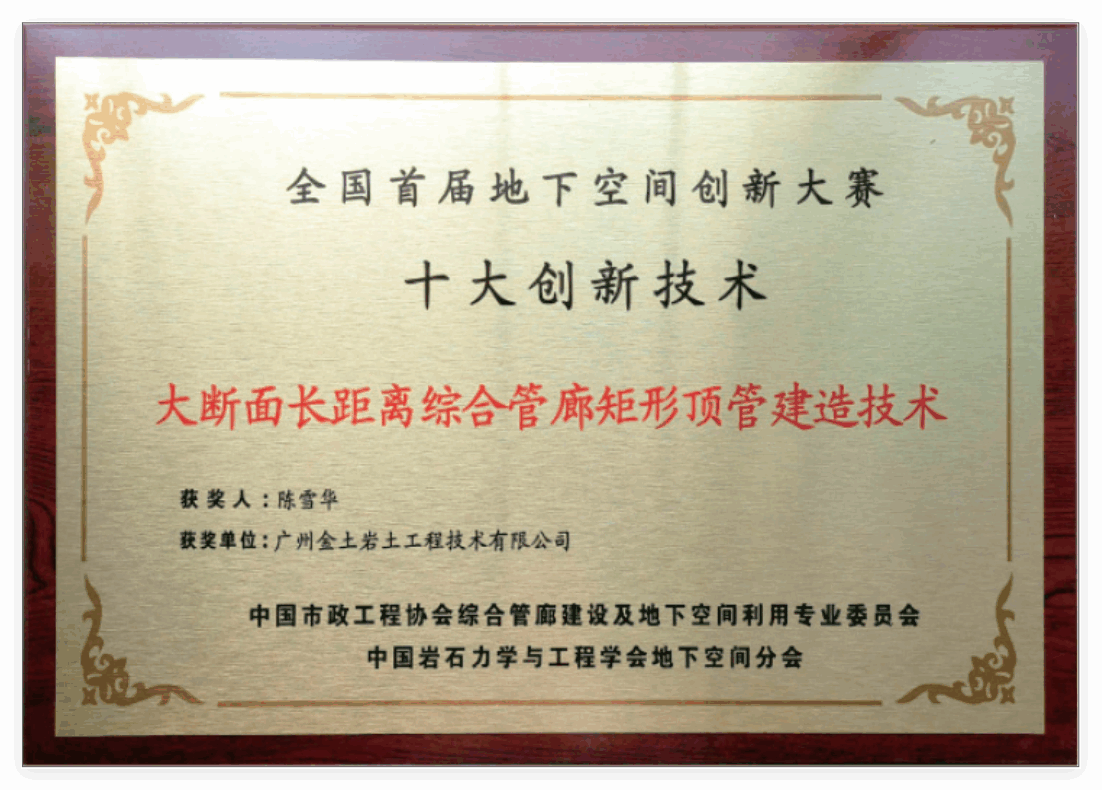 全国首届地下空间创新大赛
十大创新技术
大断面长距离综合管廊矩形顶管建造技术
获奖人：陈雪华
获奖单位：广州金土岩土工程技术有限公司
中国市政工程协会综合管廊建设及地下空间利用专业委员会
中国岩石力学与工程学会地下空间分会